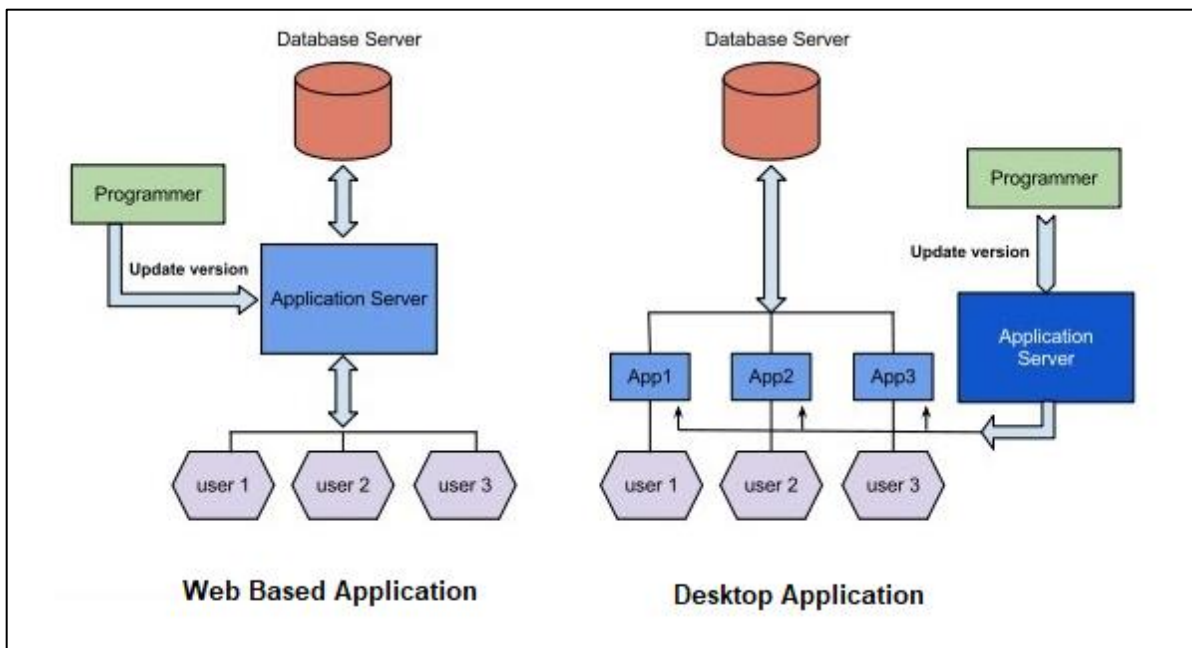 Database Server
Programmer
Update version
Application Server
user 1
user 2
user 3
Web Based Application
Database Server
Programmer
Update version
Application
Server
App1
App2
App3
user 1
user 2
user 3
Desktop Application